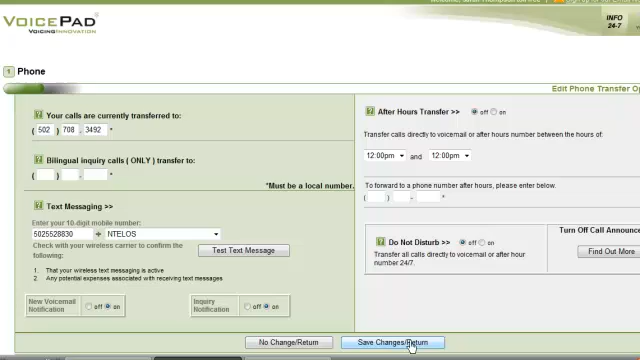 VOICEPAD
VOICING INNOVATION
INFO
24-7
1 Phone
Edit Phone Transfer Op
? Your calls are currently transferred to:
( 502 ) 708 - 3492 *
? Bilingual inquiry calls ( ONLY ) transfer to:
( ) - *
*Must be a local number.
? Text Messaging >>
Enter your 10-digit mobile number:
5025528830 + NTELOS
Check with your wireless carrier to confirm the
following:
Test Text Message
1. That your wireless text messaging is active
2. Any potential expenses associated with receiving text messages
New Voicemail
Notification
off on
Inquiry
Notification
off on
? After Hours Transfer >> off on
Transfer calls directly to voicemail or after hours number between the hours of:
12:00pm and 12:00pm
To forward to a phone number after hours, please enter below.
( ) - *
? Do Not Disturb >> off on
Transfer all calls directly to voicemail or after hour
number 24/7.
Turn Off Call Announce
Find Out More
No Change/Return
Save Changes/Return